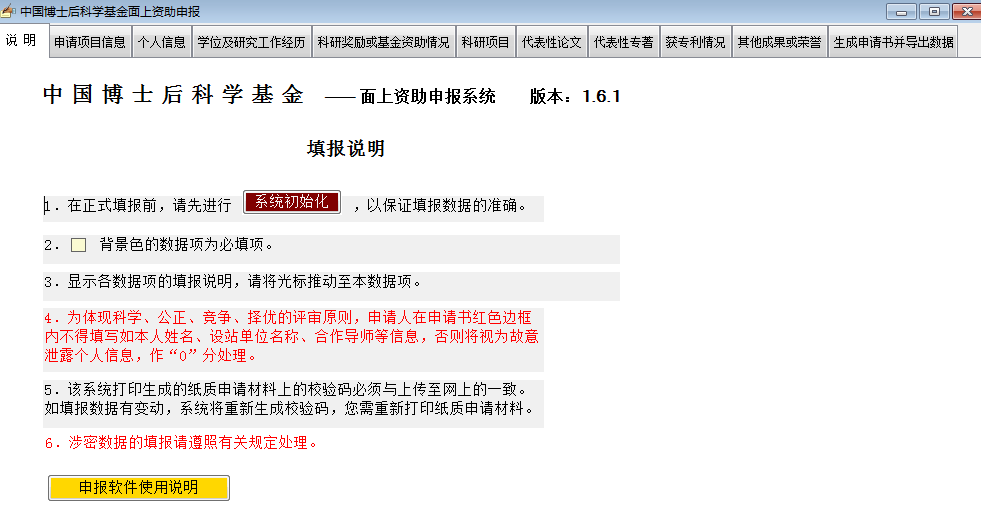 中国博士后科学基金面上资助申报
说 明 申请项目信息 个人信息 学位及研究工作经历 科研奖励或基金资助情况 科研项目 代表性论文 代表性专著 获专利情况 其他成果或荣誉 生成申请书并导出数据
中 国 博 士 后 科 学 基 金 —— 面上资助申报系统 版本：1.6.1
填报说明
1. 在正式填报前，请先进行 系统初始化 ，以保证填报数据的准确。
2. 背景色的数据项为必填项。
3. 显示各数据项的填报说明，请将光标推动至本数据项。
4. 为体现科学、公正、竞争、择优的评审原则，申请人在申请书红色边框
内不得填写如本人姓名、设站单位名称、合作导师等信息，否则将视为故意
泄露个人信息，作“0”分处理。
5. 该系统打印生成的纸质申请材料上的校验码必须与上传至网上的一致。
如填报数据有变动，系统将重新生成校验码，您需重新打印纸质申请材料。
6. 涉密数据的填报请遵照有关规定处理。
申报软件使用说明